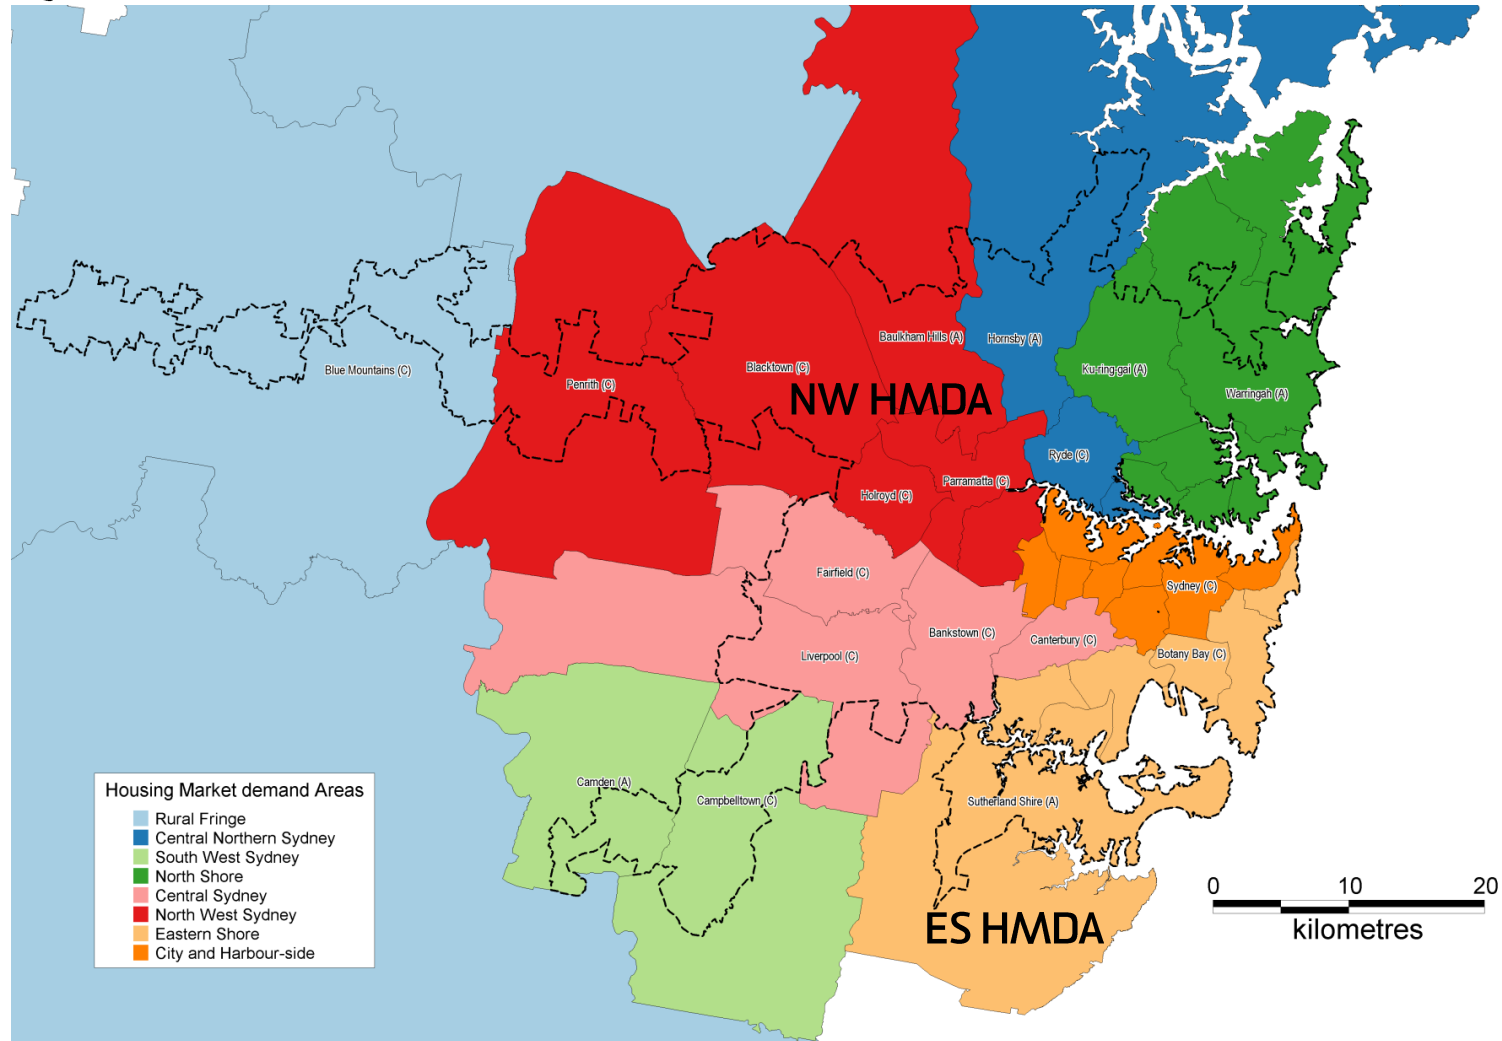 Blue Mountains (C)
Penrith (C)
Blacktown (C)
Baulkham Hills (A)
Hornsby (A)
Ku-ring-gai (A)
Warringah (A)
NW HMDA
Ryde (C)
Holroyd (C)
Parramatta (C)
Fairfield (C)
Sydney (C)
Bankstown (C)
Canterbury (C)
Liverpool (C)
Botany Bay (C)
Camden (A)
Campbelltown (C)
Sutherland Shire (A)
ES HMDA
Housing Market demand Areas
Rural Fringe
Central Northern Sydney
South West Sydney
North Shore
Central Sydney
North West Sydney
Eastern Shore
City and Harbour-side
0 10 20
kilometres